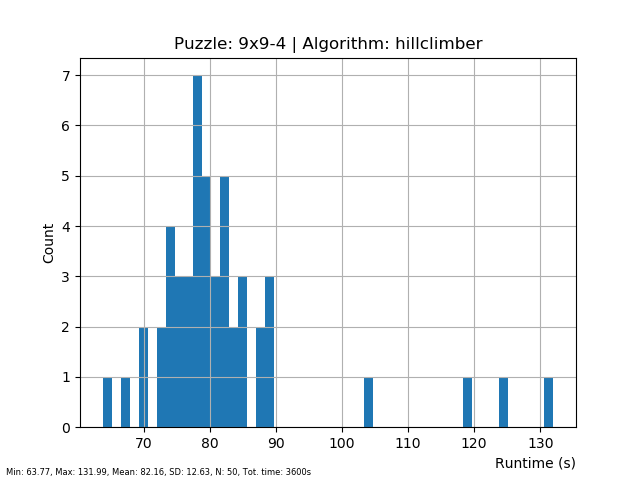 Puzzle: 9x9-4 | Algorithm: hillclimber
7
6
5
4
3
2
1
0
Count
70 80 90 100 110 120 130
Runtime (s)
Min: 63.77, Max: 131.99, Mean: 82.16, SD: 12.63, N: 50, Tot. time: 3600s